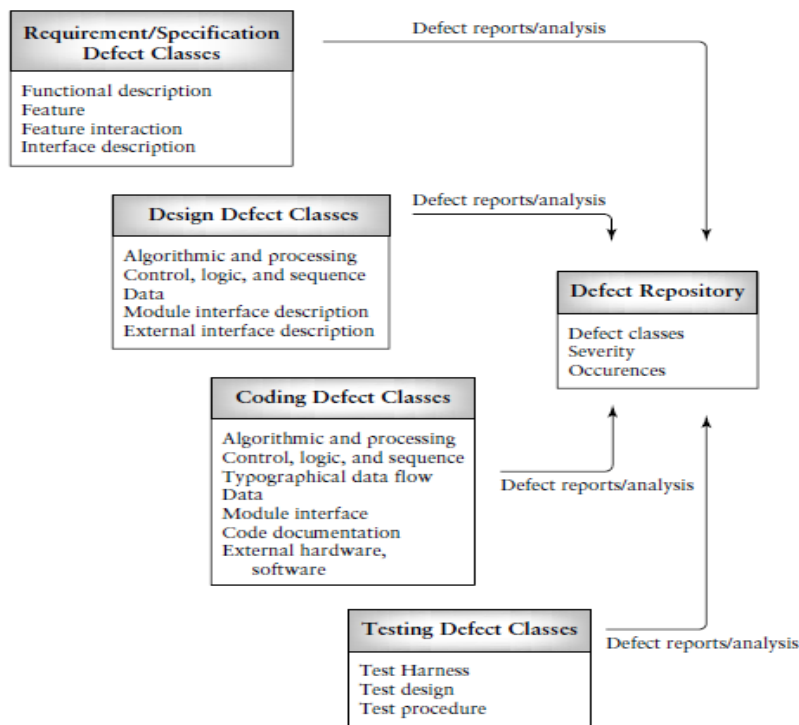 Requirement/Specification
Defect Classes
Functional description
Feature
Feature interaction
Interface description
Defect reports/analysis
Design Defect Classes
Algorithmic and processing
Control, logic, and sequence
Data
Module interface description
External interface description
Defect reports/analysis
Defect Repository
Defect classes
Severity
Occurences
Coding Defect Classes
Algorithmic and processing
Control, logic, and sequence
Typographical data flow
Data
Module interface
Code documentation
External hardware,
software
Defect reports/analysis
Testing Defect Classes
Test Harness
Test design
Test procedure
Defect reports/analysis